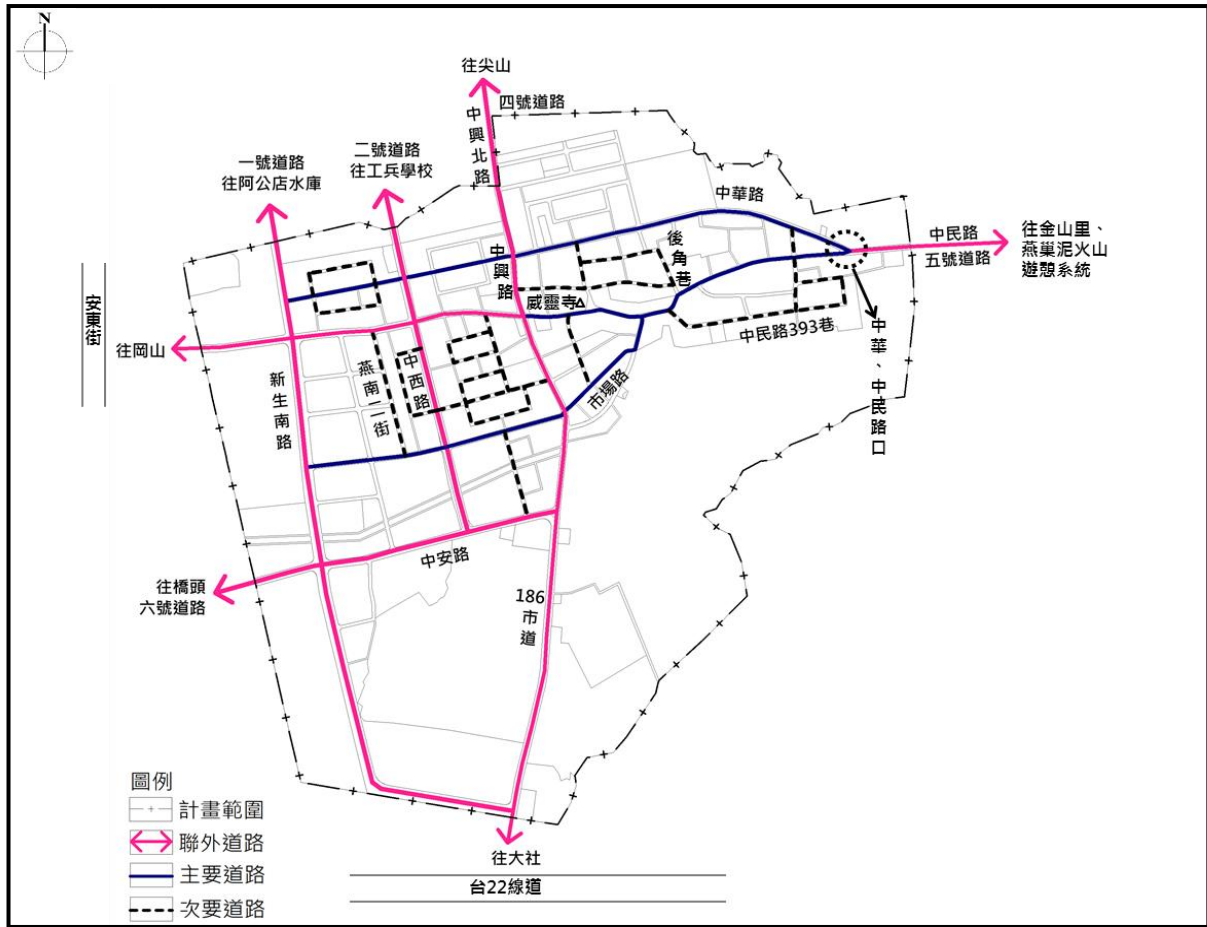 N
往尖山
四號道路
中興北路
二號道路
往工兵學校
一號道路
往阿公店水庫
中華路
中民路
五號道路
往金山里、
燕巢泥火山
遊憩系統
後角巷
中興路
威靈寺
安東街
往岡山
中民路393巷
中華、中民路口
燕南二街
中西路
市場路
新生南路
中安路
往橋頭
六號道路
186市道
圖例
計畫範圍
聯外道路
主要道路
次要道路
往大社
台22線道